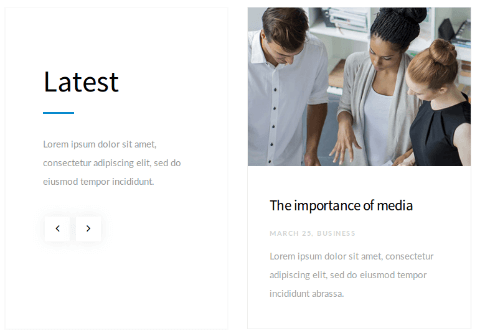 Latest
Lorem ipsum dolor sit amet,
consectetur adipiscing elit, sed do
eiusmod tempor incididunt.
The importance of media
MARCH 25, BUSINESS
Lorem ipsum dolor sit amet, consectetur
adipiscing elit, sed do eiusmod tempor
incididunt abrassa.